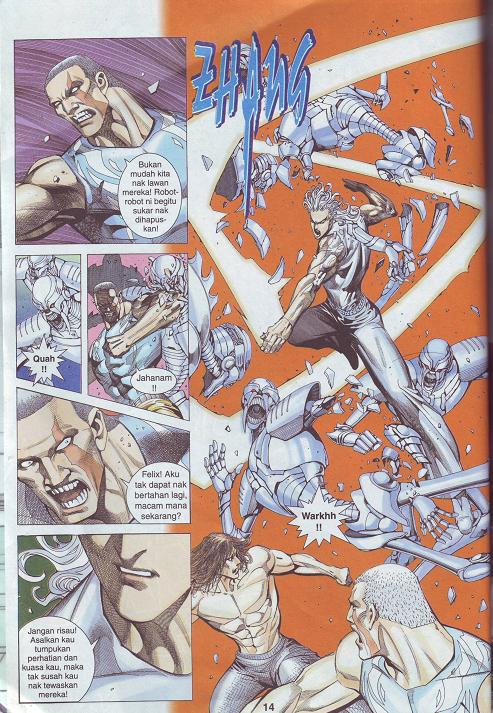 ZHANG
Bukan
mudah kita
nak lawan
mereka! Robot-
robot ni begitu
sukar nak
dihapus-
kan!
Quah
!!
Jahanam
!!
Felix! Aku
tak dapat nak
bertahan lagi,
macam mana
sekarang?
Jangan risau!
Asalkan kau
tumpukan
perhatian dan
kuasa kau, maka
tak susah kau
nak tewaskan
mereka!
Warkhh
!!
14